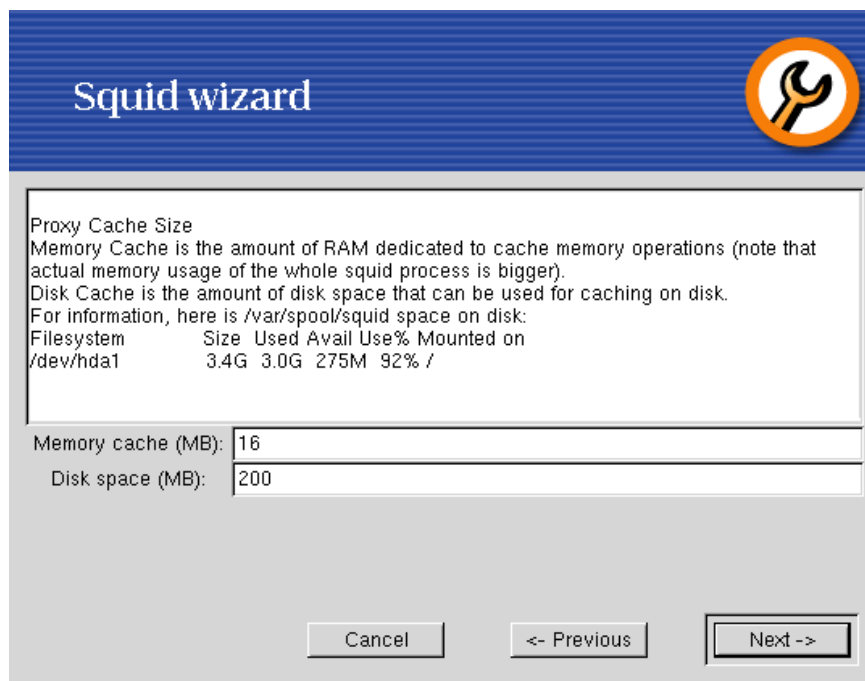 Squid wizard
Proxy Cache Size
Memory Cache is the amount of RAM dedicated to cache memory operations (note that
actual memory usage of the whole squid process is bigger).
Disk Cache is the amount of disk space that can be used for caching on disk.
For information, here is /var/spool/squid space on disk:
Filesystem Size Used Avail Use% Mounted on
/dev/hda1 3.4G 3.0G 275M 92% /
Memory cache (MB): 16
Disk space (MB): 200
Cancel <- Previous Next ->